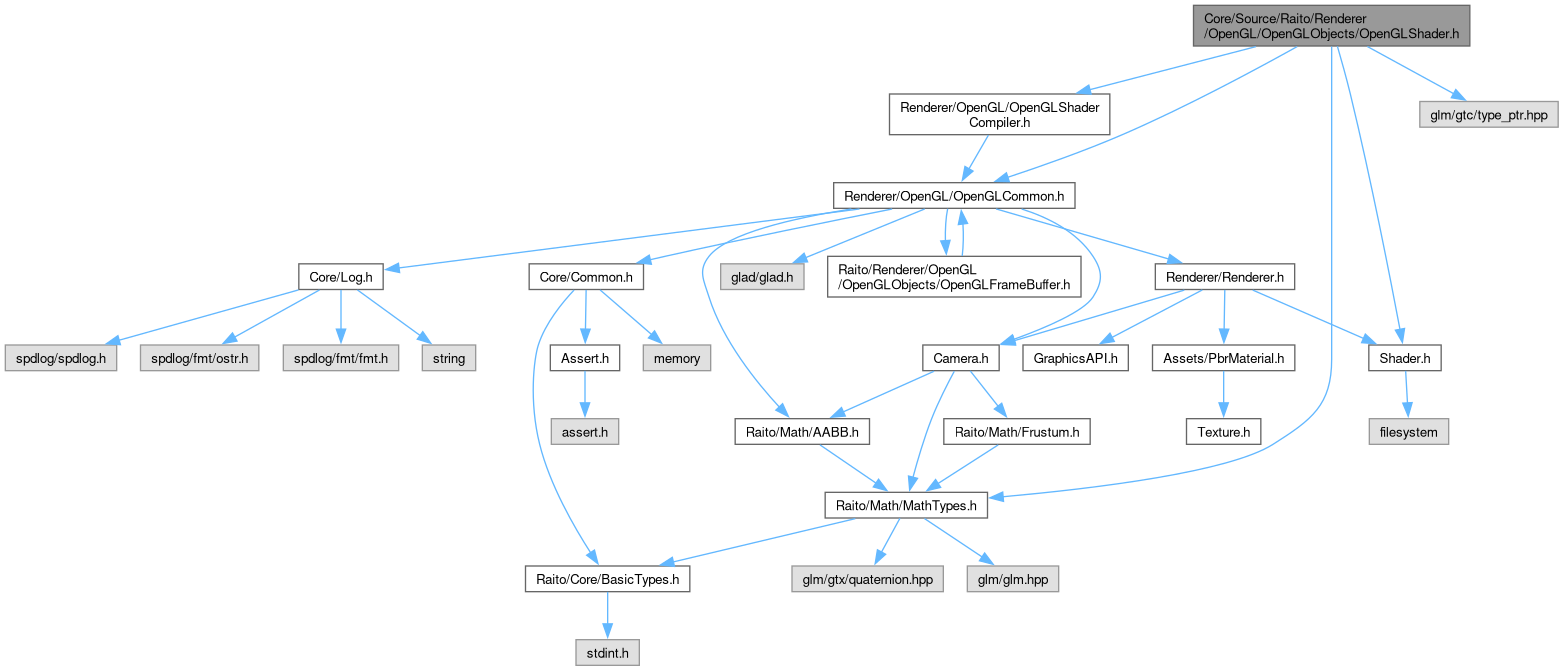 Core/Source/Raito/Renderer
/OpenGL/OpenGLObjects/OpenGLShader.h
Renderer/OpenGL/OpenGLShader
Compiler.h
glm/gtc/type_ptr.hpp
Renderer/OpenGL/OpenGLCommon.h
Core/Log.h
Core/Common.h
glad/glad.h
Raito/Renderer/OpenGL
/OpenGLObjects/OpenGLFrameBuffer.h
Renderer/Renderer.h
spdlog/spdlog.h
spdlog/fmt/ostr.h
spdlog/fmt/fmt.h
string
Assert.h
memory
Camera.h
GraphicsAPI.h
Assets/PbrMaterial.h
Shader.h
assert.h
Raito/Math/AABB.h
Raito/Math/Frustum.h
Texture.h
filesystem
Raito/Math/MathTypes.h
Raito/Core/BasicTypes.h
glm/gtx/quaternion.hpp
glm/glm.hpp
stdint.h